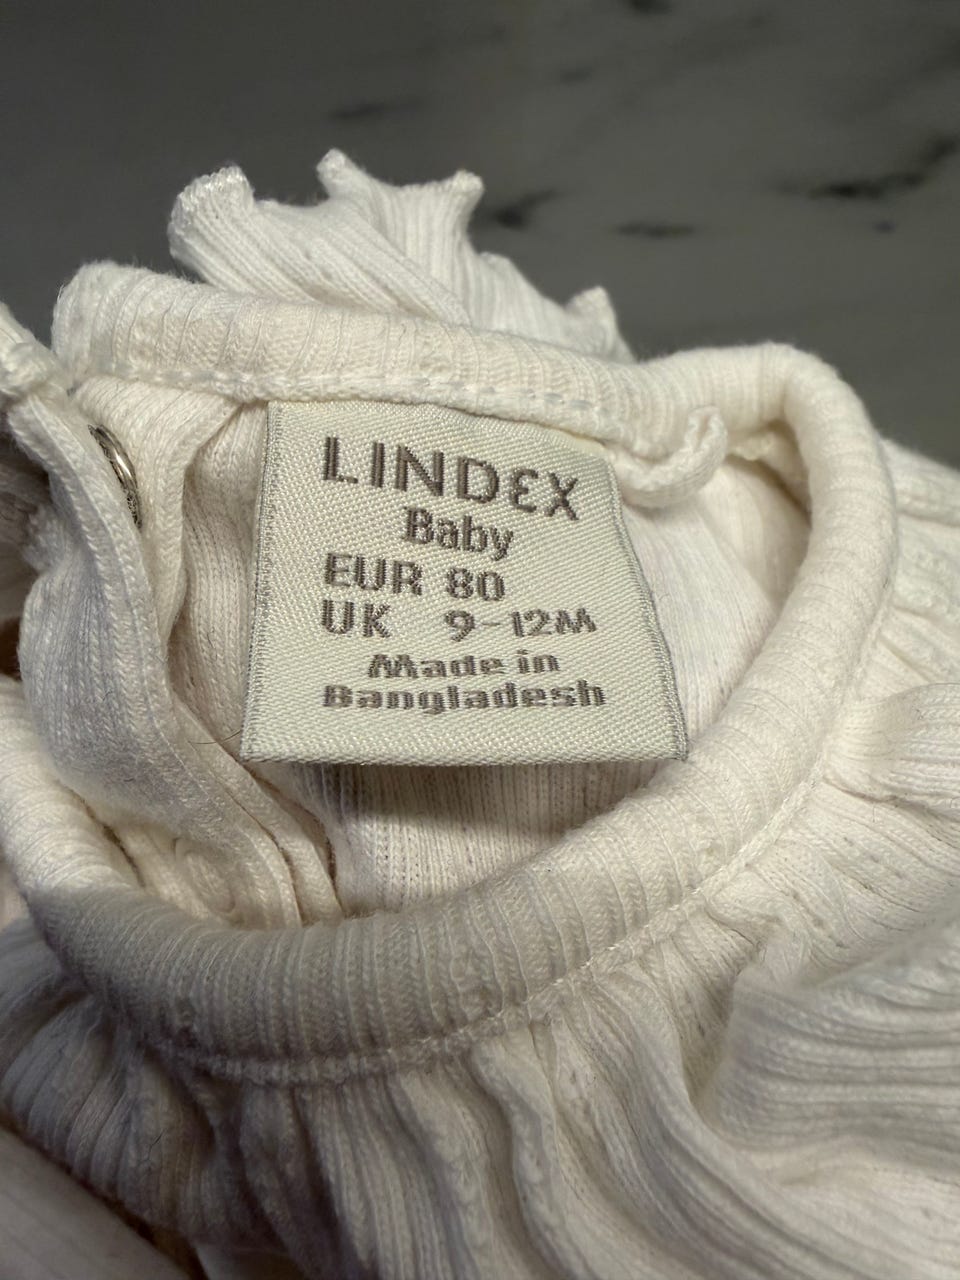 LINDEX
Baby
EUR 80
UK 9-12M
Made in
Bangladesh